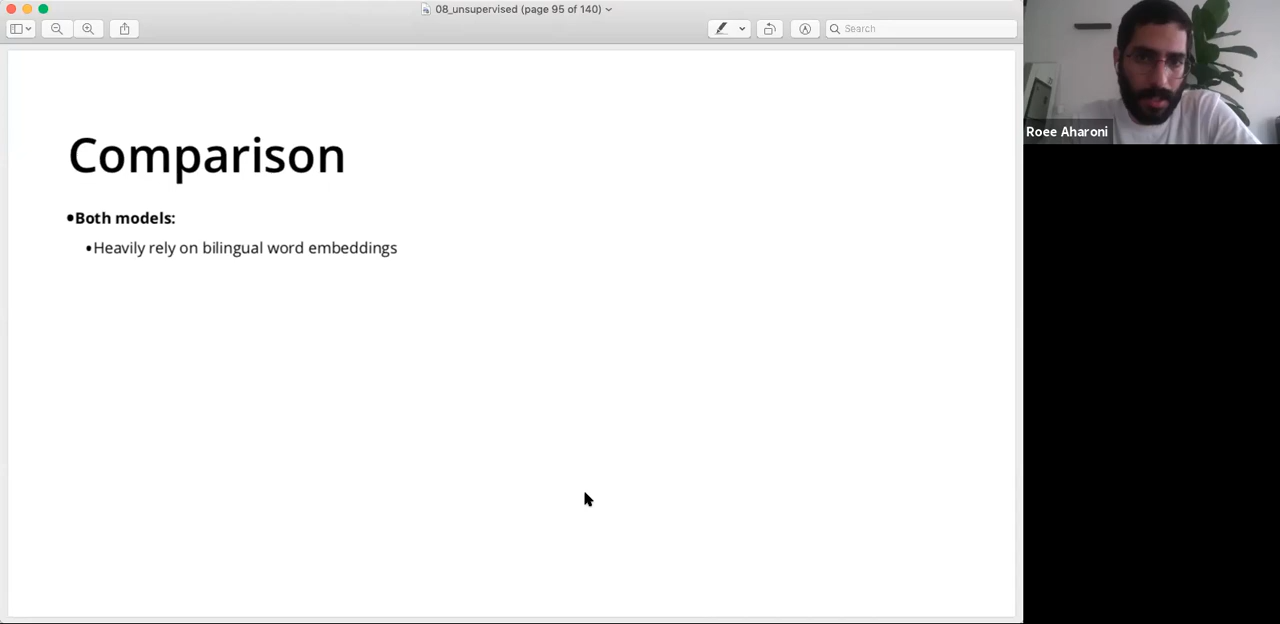 08_unsupervised (page 95 of 140)
Search
Comparison
•Both models:
•Heavily rely on bilingual word embeddings
Roee Aharoni